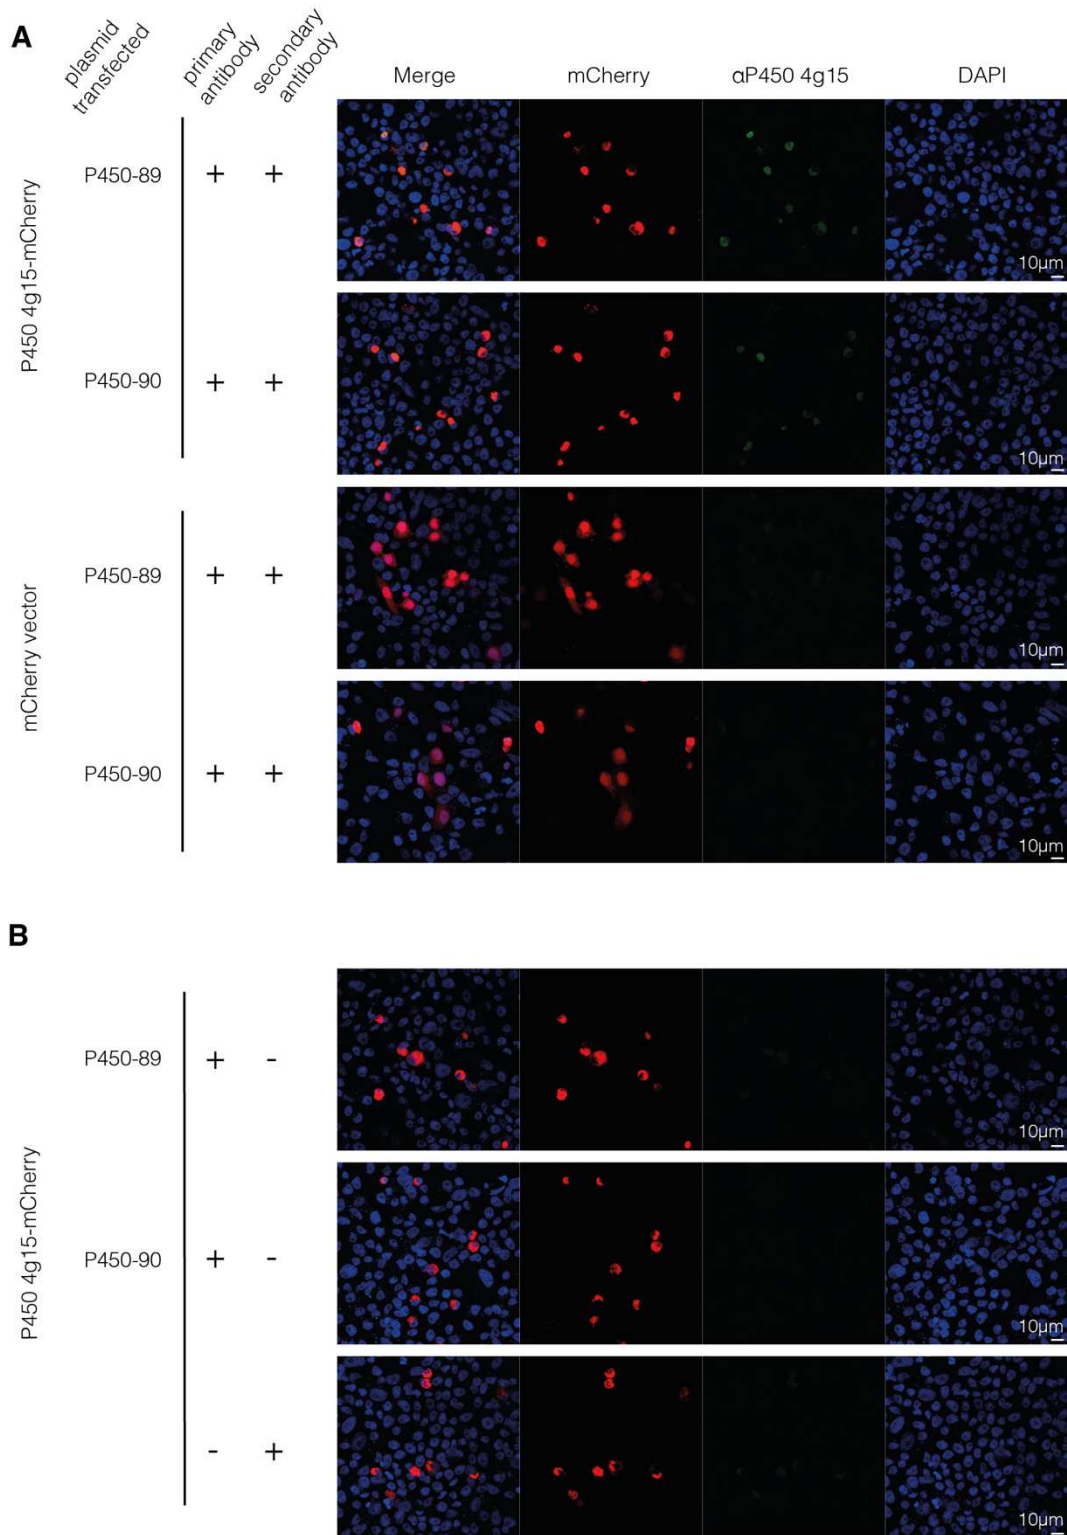 A
plasmid
transfected
primary
antibody
secondary
antibody
Merge
mCherry
αP450 4g15
DAPI
P450 4g15-mCherry
P450-89
+
+
10µm
P450-90
+
+
10µm
mCherry vector
P450-89
+
+
10µm
P450-90
+
+
10µm
B
P450 4g15-mCherry
P450-89
+
-
10µm
P450-90
+
-
10µm
-
+
10µm